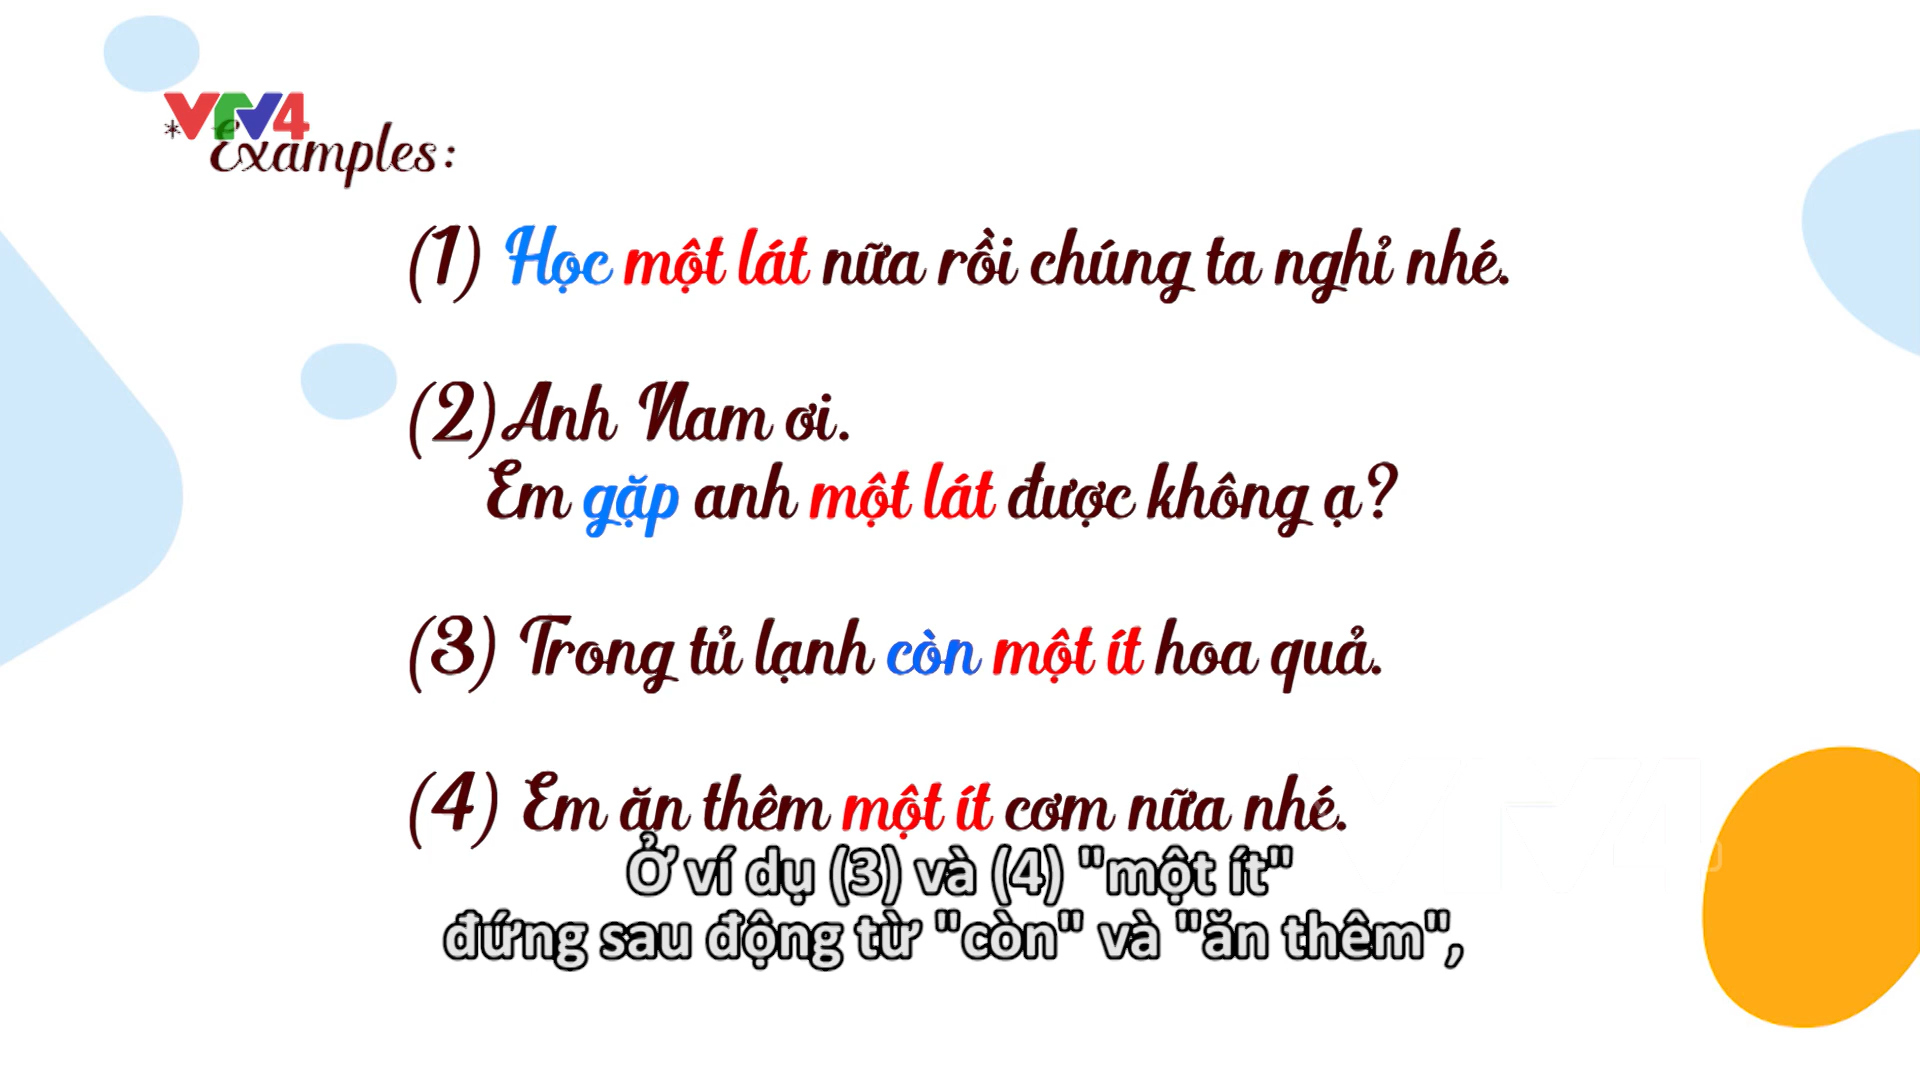 VTV4
* Examples:
(1) Học một lát nữa rồi chúng ta nghỉ nhé.
(2) Anh Nam ơi.
Em gặp anh một lát được không ạ?
(3) Trong tủ lạnh còn một ít hoa quả.
(4) Em ăn thêm một ít cơm nữa nhé.
Ở ví dụ (3) và (4) "một ít"
đứng sau động từ "còn" và "ăn thêm",